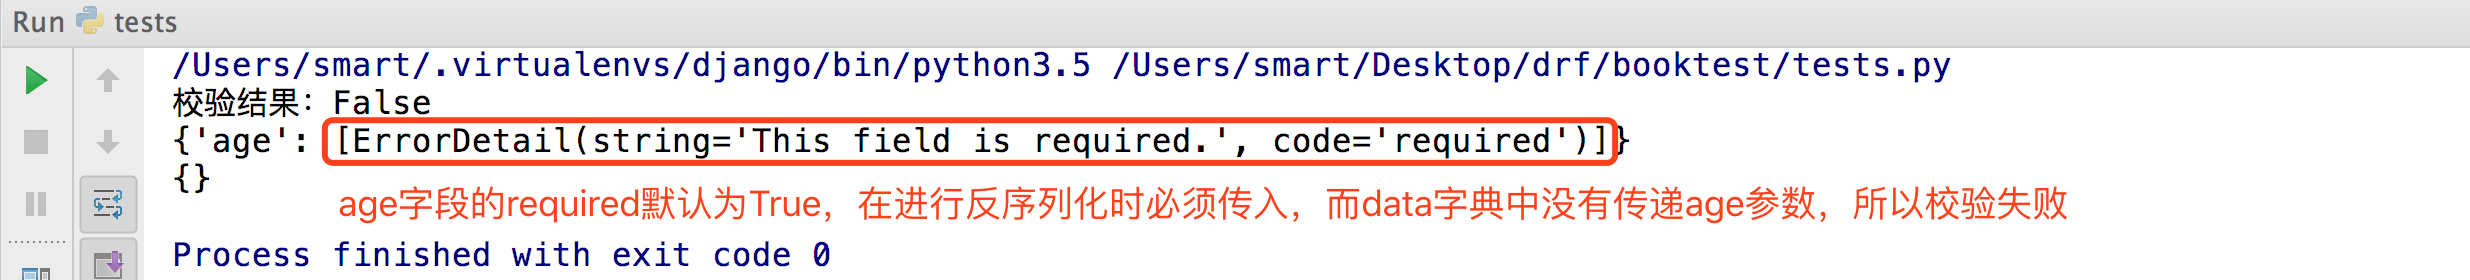 Run tests
/Users/smart/.virtualenvs/django/bin/python3.5 /Users/smart/Desktop/drf/booktest/tests.py
校验结果：False
{'age': [ErrorDetail(string='This field is required.', code='required')]}
{}
age字段的required默认为True，在进行反序列化时必须传入，而data字典中没有传递age参数，所以校验失败
Process finished with exit code 0